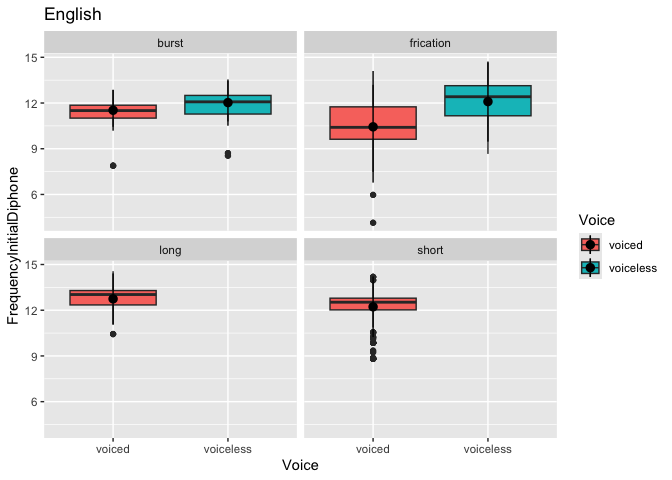 English
burst
frication
15
12
9
6
long
short
15
12
9
6
voiced
voiceless
voiced
voiceless
Voice
FrequencyInitialDiphone
Voice
voiced
voiceless